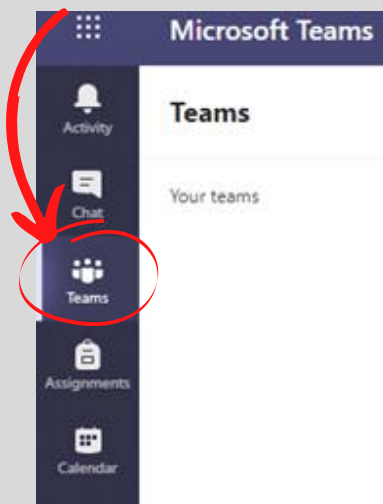 Microsoft Teams
Activity
Teams
Chat
Your teams
Teams
Assignments
Calendar